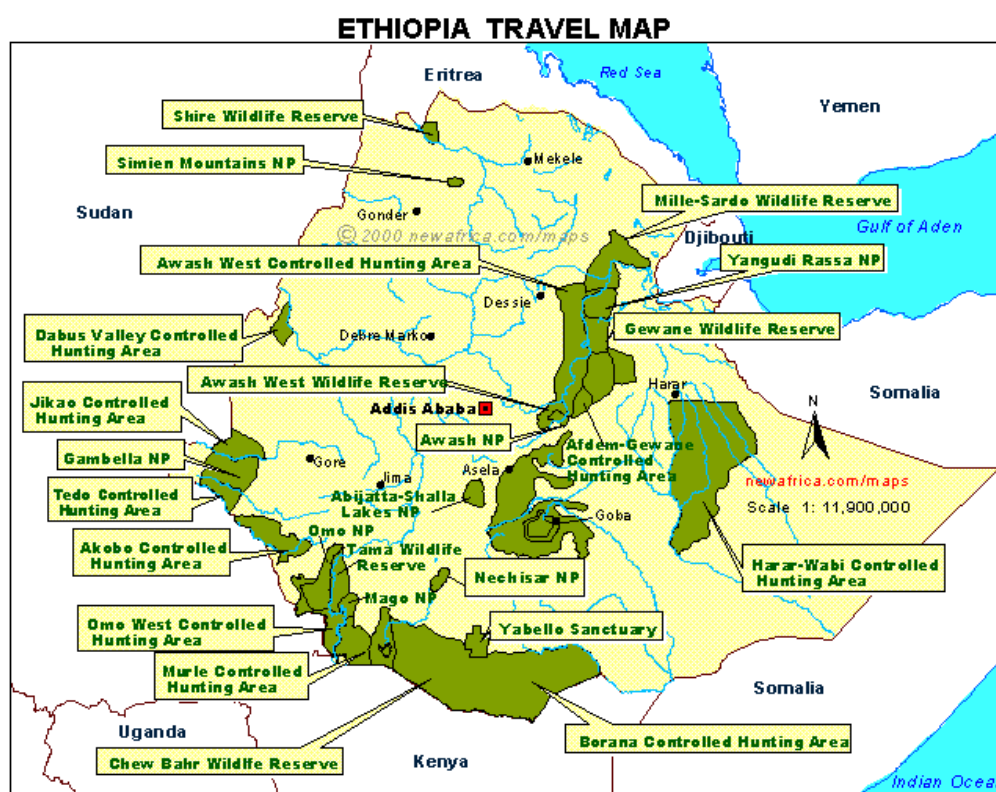 ETHIOPIA TRAVEL MAP
Eritrea
Red Sea
Yemen
Shire Wildlife Reserve
Simien Mountains NP
Mekele
Sudan
Gonder
Mille-Sardo Wildlife Reserve
Gulf of Aden
Djibouti
© 2000 newafrica.com/maps
Awash West Controlled Hunting Area
Yangudi Rassa NP
Dessie
Dabus Valley Controlled
Hunting Area
Debre Marko
Gewane Wildlife Reserve
Awash West Wildlife Reserve
Harar
Somalia
Jikao Controlled
Hunting Area
Addis Ababa
N
Awash NP
Afdem-Gewane
Controlled
Hunting Area
Gambella NP
Gore
Jima
Asela
newafrica.com/maps
Scale 1: 11,900,000
Tedo Controlled
Hunting Area
Abijatta-Shalla
Lakes NP
Goba
Omo NP
Akobo Controlled
Hunting Area
Tama Wildlife
Reserve
Nechisar NP
Harar-Wabi Controlled
Hunting Area
Mago NP
Omo West Controlled
Hunting Area
Yabello Sanctuary
Murle Controlled
Hunting Area
Somalia
Uganda
Borana Controlled Hunting Area
Chew Bahr Wildlfe Reserve
Kenya
Indian Ocea